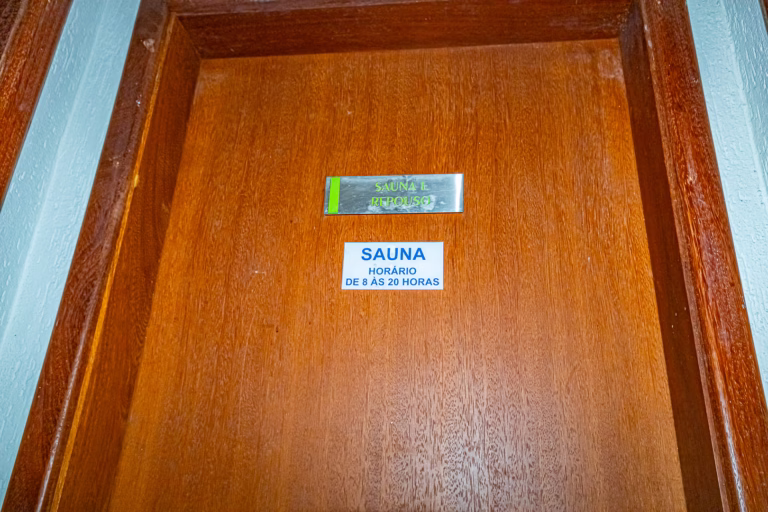 SAUNA E
REPOUSO
SAUNA
HORÁRIO
DE 8 ÀS 20 HORAS